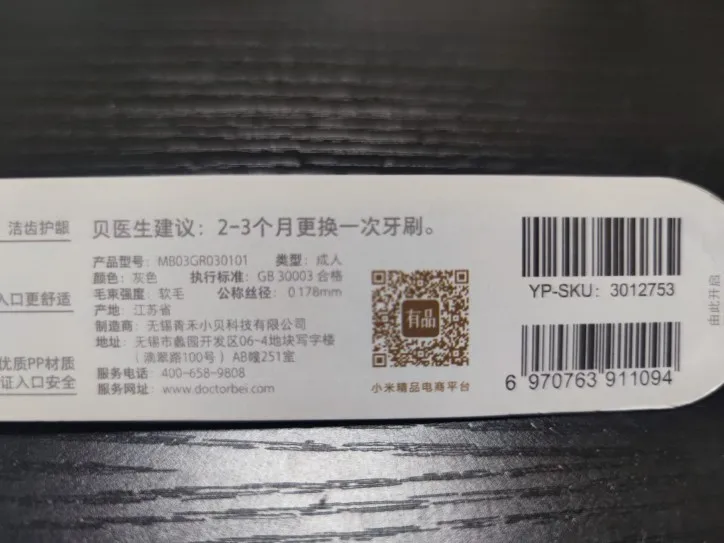 洁齿护龈
入口更舒适
优质PP材质
证入口安全
贝医生建议：2-3个月更换一次牙刷。
产品型号：MB03GR030101 类型：成人
颜色：灰色 执行标准：GB 30003 合格
毛束强度：软毛 公称丝径：0.178mm
产地：江苏省
制造商：无锡青禾小贝科技有限公司
地址：无锡市蠡园开发区06-4地块写字楼
（滴翠路100号）AB幢251室
服务电话：400-658-9808
服务网址：www.doctorbei.com
有品
小米精品电商平台
YP-SKU：3012753
6 970763 911094
由此开启